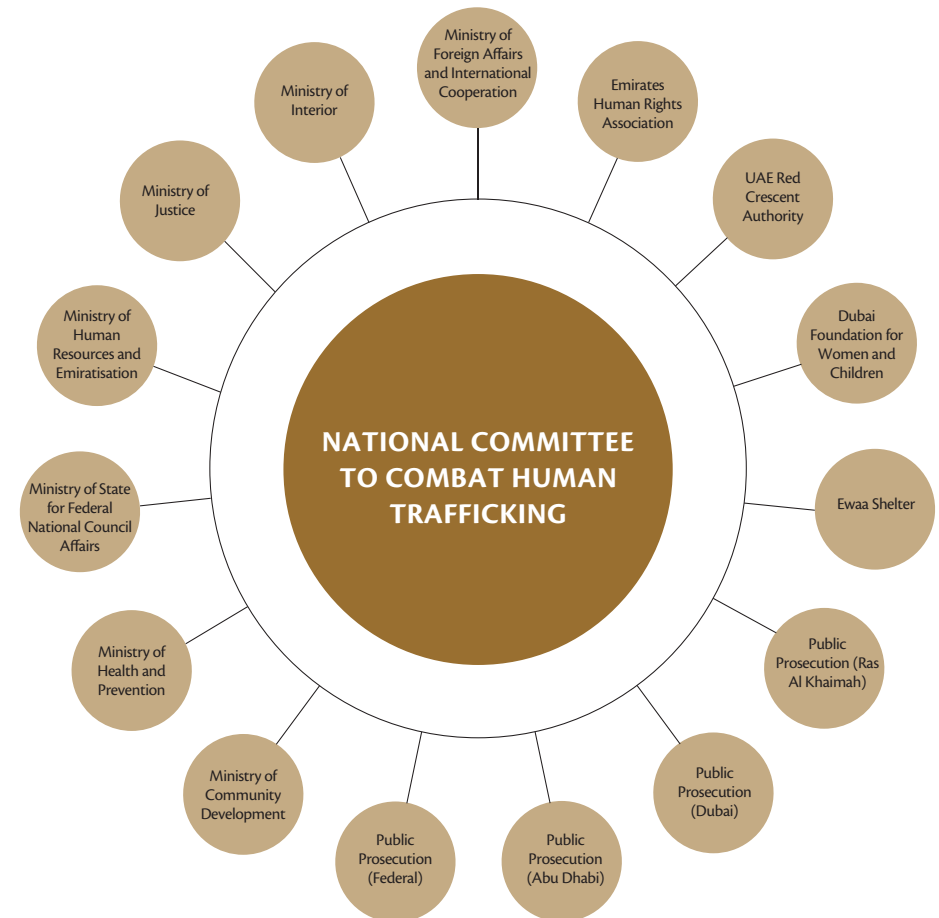 Ministry of
Foreign Affairs
and International
Cooperation
Emirates
Human Rights
Association
UAE Red
Crescent
Authority
Dubai
Foundation for
Women and
Children
Ewaa Shelter
Public
Prosecution (Ras
Al Khaimah)
Public
Prosecution
(Dubai)
Public
Prosecution
(Abu Dhabi)
Public
Prosecution
(Federal)
Ministry of
Community
Development
Ministry of
Health and
Prevention
Ministry of State
for Federal
National Council
Affairs
Ministry of
Human
Resources and
Emiratisation
Ministry of
Justice
Ministry of
Interior
NATIONAL COMMITTEE
TO COMBAT HUMAN
TRAFFICKING